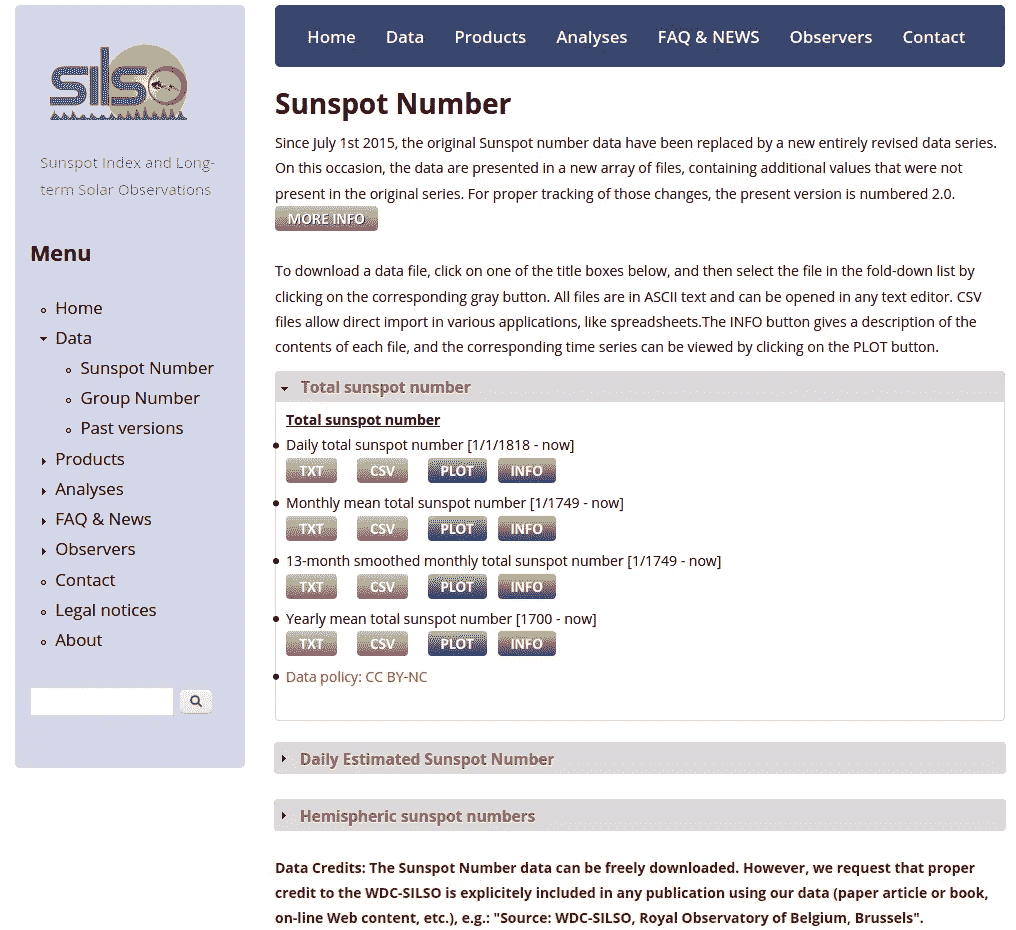 silso
Sunspot Index and Long-
term Solar Observations
Menu
Home
Data
Sunspot Number
Group Number
Past versions
Products
Analyses
FAQ & News
Observers
Contact
Legal notices
About
Home Data Products Analyses FAQ & NEWS Observers Contact
Sunspot Number
Since July 1st 2015, the original Sunspot number data have been replaced by a new entirely revised data series.
On this occasion, the data are presented in a new array of files, containing additional values that were not
present in the original series. For proper tracking of those changes, the present version is numbered 2.0.
MORE INFO
To download a data file, click on one of the title boxes below, and then select the file in the fold-down list by
clicking on the corresponding gray button. All files are in ASCII text and can be opened in any text editor. CSV
files allow direct import in various applications, like spreadsheets.The INFO button gives a description of the
contents of each file, and the corresponding time series can be viewed by clicking on the PLOT button.
Total sunspot number
Total sunspot number
Daily total sunspot number [1/1/1818 - now]
TXT CSV PLOT INFO
Monthly mean total sunspot number [1/1749 - now]
TXT CSV PLOT INFO
13-month smoothed monthly total sunspot number [1/1749 - now]
TXT CSV PLOT INFO
Yearly mean total sunspot number [1700 - now]
TXT CSV PLOT INFO
Data policy: CC BY-NC
Daily Estimated Sunspot Number
Hemispheric sunspot numbers
Data Credits: The Sunspot Number data can be freely downloaded. However, we request that proper
credit to the WDC-SILSO is explicitely included in any publication using our data (paper article or book,
on-line Web content, etc.), e.g.: "Source: WDC-SILSO, Royal Observatory of Belgium, Brussels".